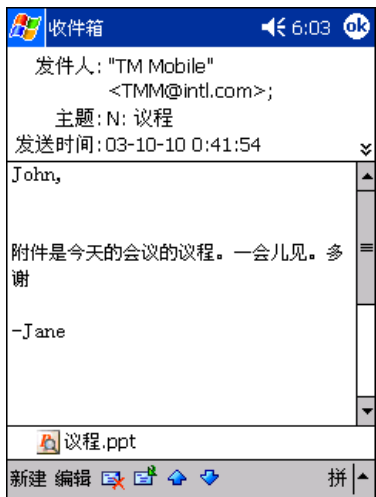 收件箱 6:03 ok
发件人: "TM Mobile"
<TMM@intl.com>;
主题: N: 议程
发送时间: 03-10-10 0:41:54
John,
附件是今天的会议的议程。一会儿见。多
谢
-Jane
议程.ppt
新建 编辑 拼